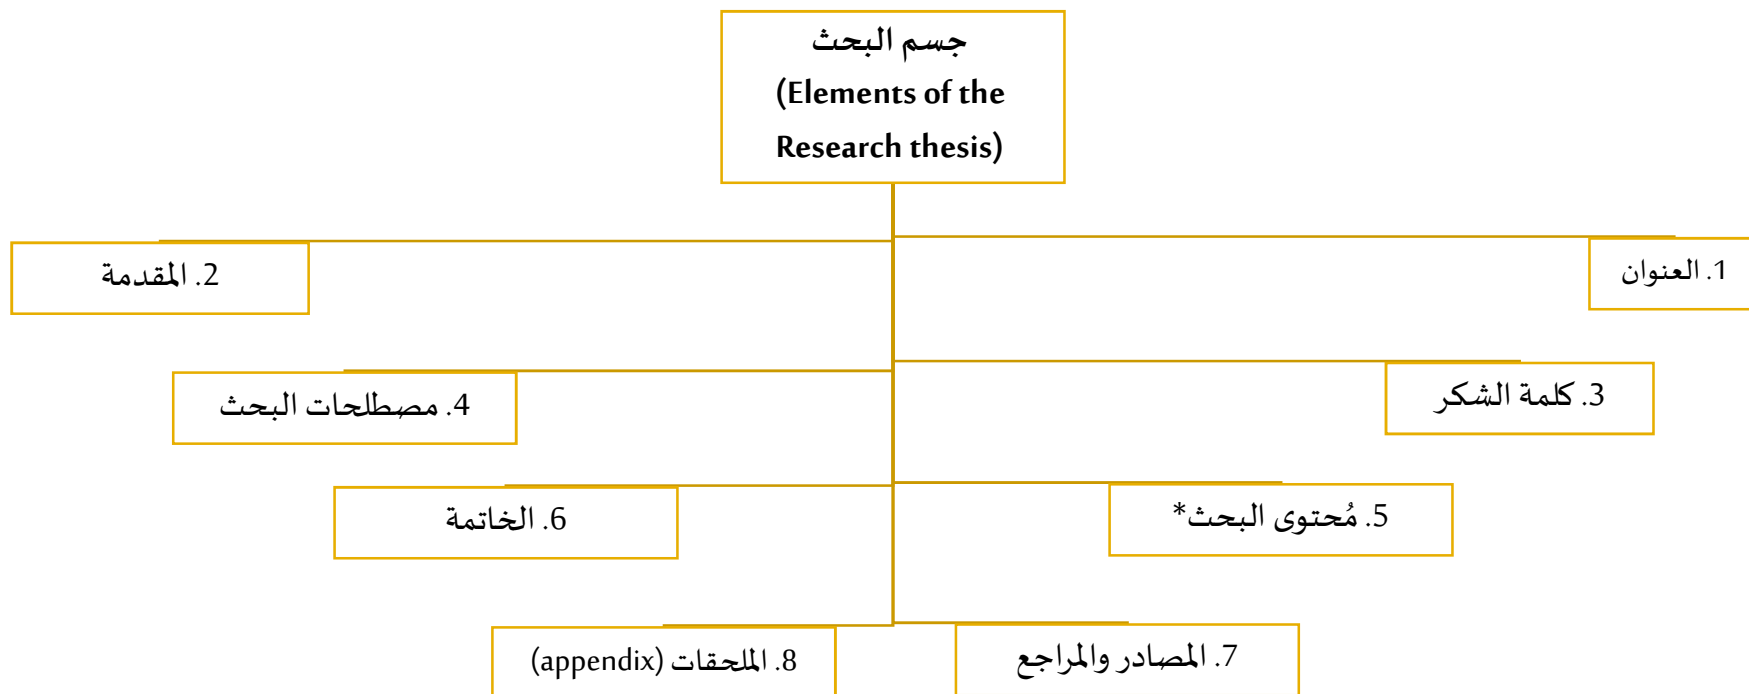 جسم البحث
(Elements of the
Research thesis)
1. العنوان
2. المقدمة
3. كلمة الشكر
4. مصطلحات البحث
5. مُحتوى البحث*
6. الخاتمة
7. المصادر والمراجع
8. الملحقات (appendix)